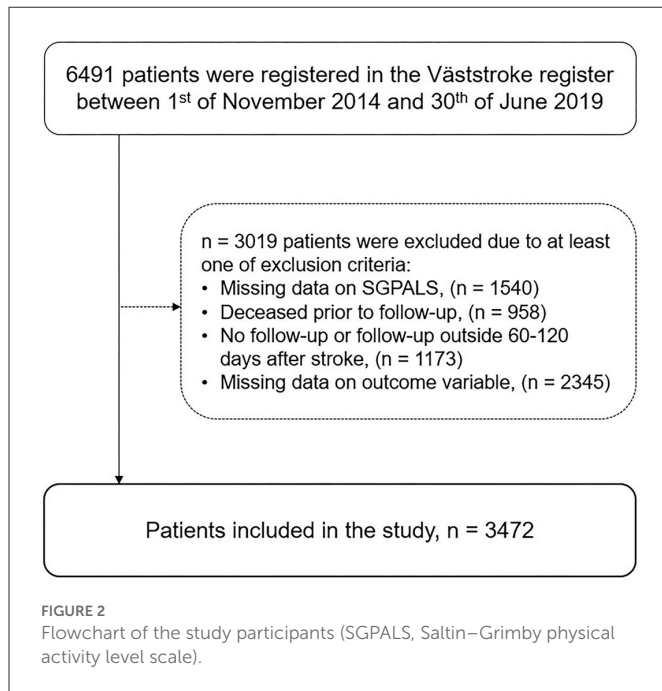 6491 patients were registered in the Väststroke register
between 1st of November 2014 and 30th of June 2019
n = 3019 patients were excluded due to at least
one of exclusion criteria:
• Missing data on SGPALS, (n = 1540)
• Deceased prior to follow-up, (n = 958)
• No follow-up or follow-up outside 60-120
days after stroke, (n = 1173)
• Missing data on outcome variable, (n = 2345)
Patients included in the study, n = 3472
FIGURE 2
Flowchart of the study participants (SGPALS, Saltin–Grimby physical
activity level scale).